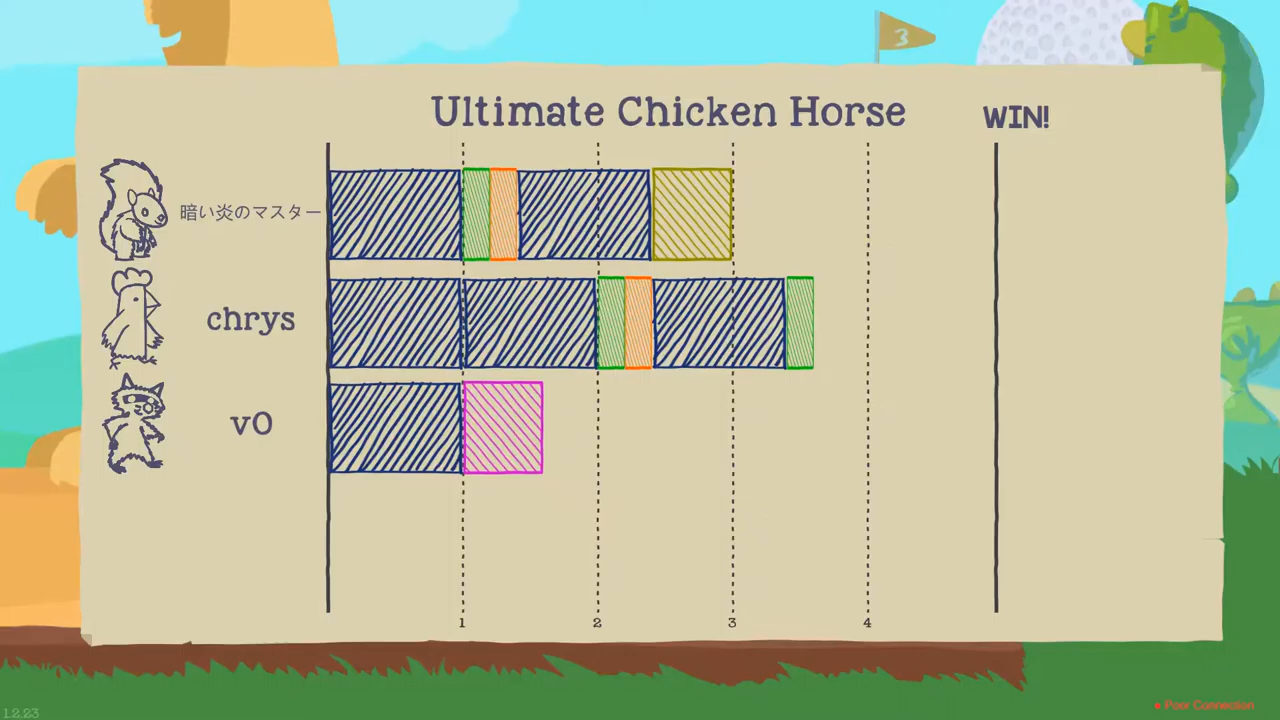 3
Ultimate Chicken Horse
WIN!
暗い炎のマスター
chrys
vO
1 2 3 4
1.2.23
Poor Connection